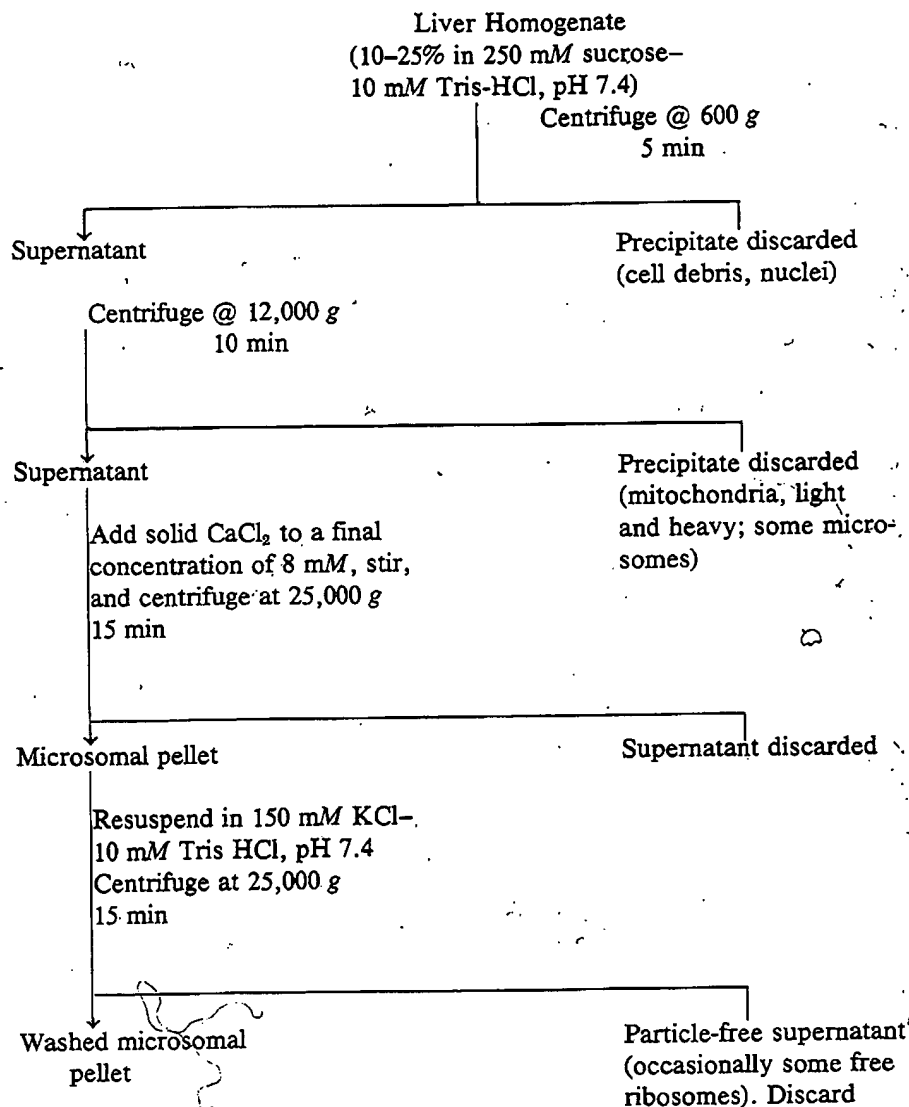 Liver Homogenate
(10–25% in 250 mM sucrose–
10 mM Tris-HCl, pH 7.4)
Centrifuge @ 600 g
5 min
Supernatant
Precipitate discarded
(cell debris, nuclei)
Centrifuge @ 12,000 g
10 min
Supernatant
Precipitate discarded
(mitochondria, light
and heavy; some micro-
somes)
Add solid CaCl₂ to a final
concentration of 8 mM, stir,
and centrifuge at 25,000 g
15 min
Microsomal pellet
Supernatant discarded
Resuspend in 150 mM KCl–
10 mM Tris HCl, pH 7.4
Centrifuge at 25,000 g
15 min
Washed microsomal
pellet
Particle-free supernatant
(occasionally some free
ribosomes). Discard